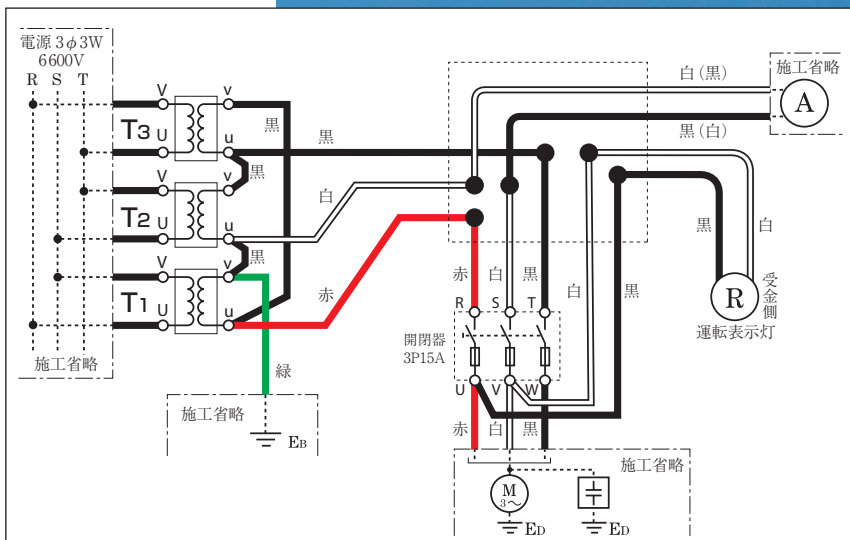 電源 3φ3W
6600V
R S T
V v
T3
U u
V v
T2
U u
V v
T1
U u
施工省略
黒
黒
黒
白
黒
赤
緑
施工省略
EB
白(黒)
黒(白)
施工省略
A
黒
白
R
受金側
運転表示灯
赤 白 黒
白
黒
R S T
開閉器
3P15A
U V W
赤 白 黒
施工省略
M
3～
ED
ED